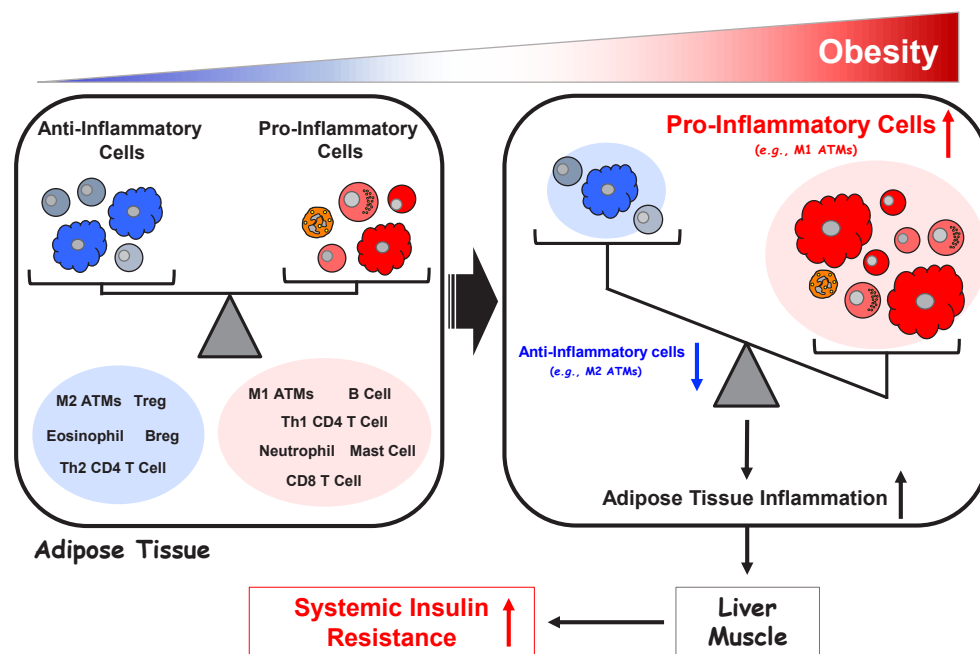 Obesity
Anti-Inflammatory
Cells
Pro-Inflammatory
Cells
M2 ATMs Treg
Eosinophil Breg
Th2 CD4 T Cell
M1 ATMs B Cell
Th1 CD4 T Cell
Neutrophil Mast Cell
CD8 T Cell
Adipose Tissue
Pro-Inflammatory Cells
(e.g., M1 ATMs)
Anti-Inflammatory cells
(e.g., M2 ATMs)
Adipose Tissue Inflammation
Liver
Muscle
Systemic Insulin
Resistance